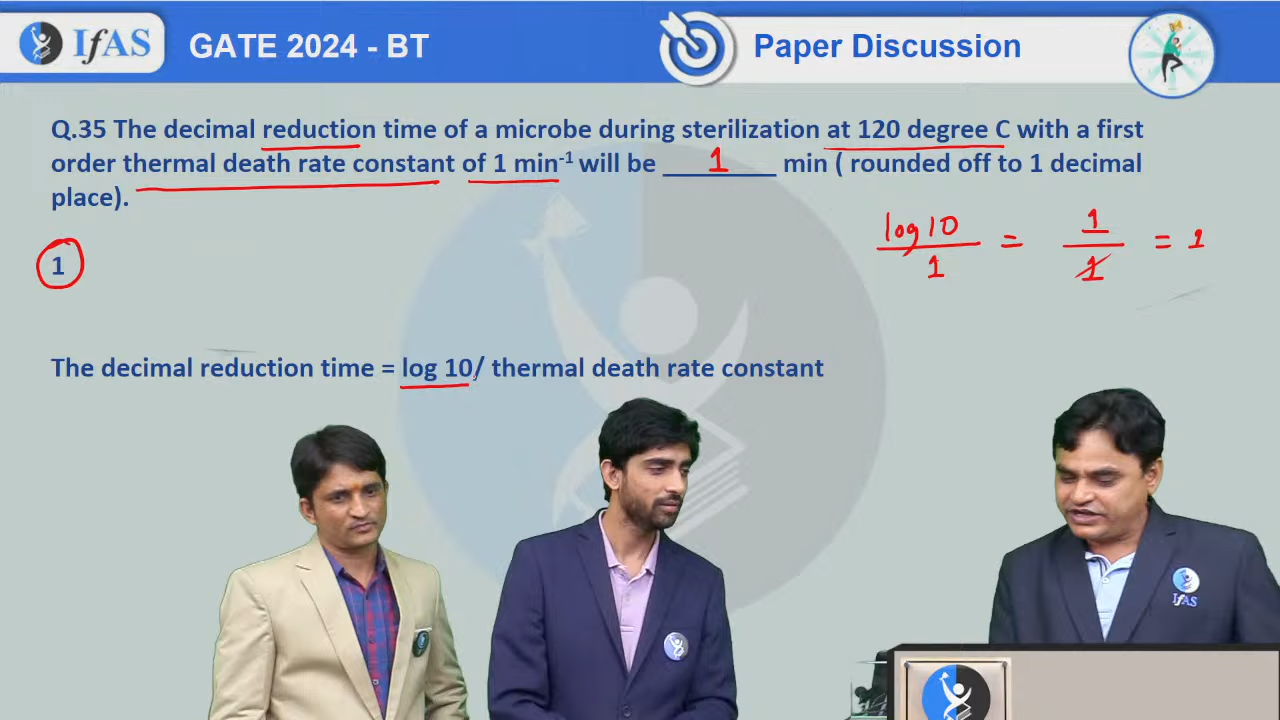 IfAS
GATE 2024 - BT
Paper Discussion
Q.35 The decimal reduction time of a microbe during sterilization at 120 degree C with a first
order thermal death rate constant of 1 min-1 will be ________ min ( rounded off to 1 decimal
1
place).
log10 / 1 = 1 / 1 = 1
1
The decimal reduction time = log 10/ thermal death rate constant
IfAS